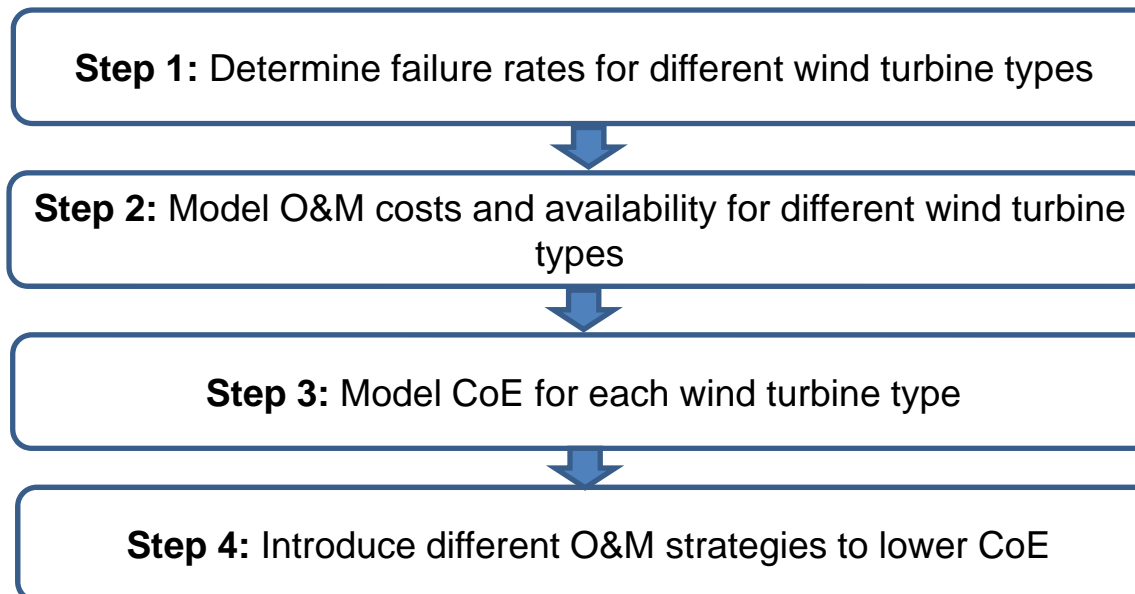 Step 1: Determine failure rates for different wind turbine types
Step 2: Model O&M costs and availability for different wind turbine
types
Step 3: Model CoE for each wind turbine type
Step 4: Introduce different O&M strategies to lower CoE